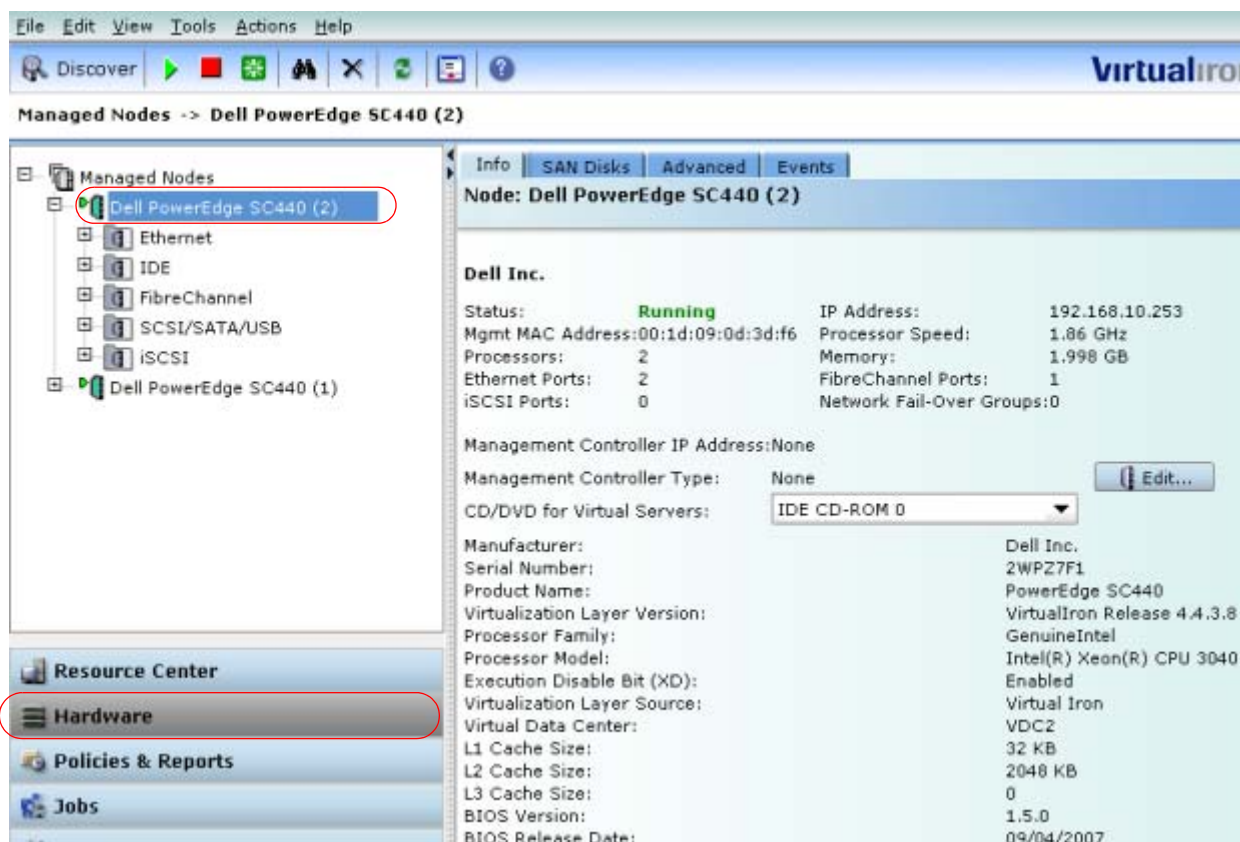 File Edit View Tools Actions Help
Discover
Virtualiron
Managed Nodes -> Dell PowerEdge SC440 (2)
Managed Nodes
Dell PowerEdge SC440 (2)
Ethernet
IDE
FibreChannel
SCSI/SATA/USB
iSCSI
Dell PowerEdge SC440 (1)
Resource Center
Hardware
Policies & Reports
Jobs
Info SAN Disks Advanced Events
Node: Dell PowerEdge SC440 (2)
Dell Inc.
Status: Running IP Address: 192.168.10.253
Mgmt MAC Address:00:1d:09:0d:3d:f6 Processor Speed: 1.86 GHz
Processors: 2 Memory: 1.998 GB
Ethernet Ports: 2 FibreChannel Ports: 1
iSCSI Ports: 0 Network Fail-Over Groups:0
Management Controller IP Address:None
Management Controller Type: None Edit...
CD/DVD for Virtual Servers: IDE CD-ROM 0
Manufacturer: Dell Inc.
Serial Number: 2WPZ7F1
Product Name: PowerEdge SC440
Virtualization Layer Version: VirtualIron Release 4.4.3.8
Processor Family: GenuineIntel
Processor Model: Intel(R) Xeon(R) CPU 3040
Execution Disable Bit (XD): Enabled
Virtualization Layer Source: Virtual Iron
Virtual Data Center: VDC2
L1 Cache Size: 32 KB
L2 Cache Size: 2048 KB
L3 Cache Size: 0
BIOS Version: 1.5.0
BIOS Release Date: 09/04/2007